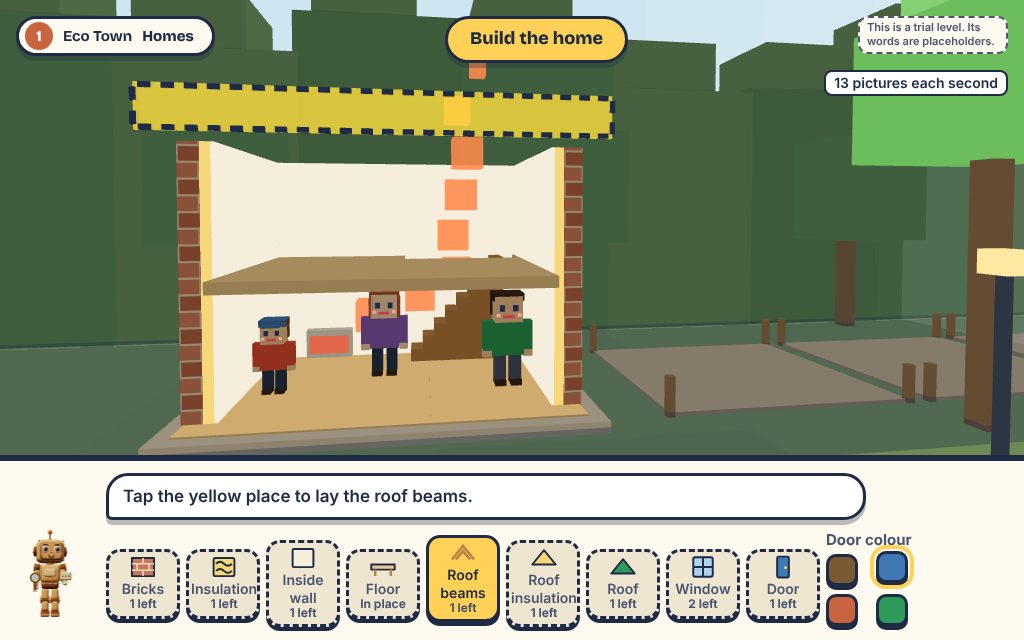 1 Eco Town Homes
Build the home
This is a trial level. Its
words are placeholders.
13 pictures each second
Tap the yellow place to lay the roof beams.
Door colour
Bricks
1 left
Insulation
1 left
Inside
wall
1 left
Floor
In place
Roof
beams
1 left
Roof
insulation
1 left
Roof
1 left
Window
2 left
Door
1 left